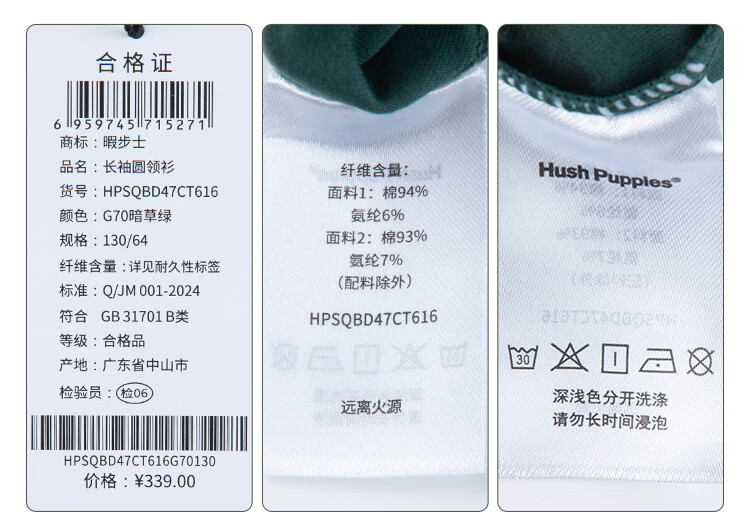 合格证
6 959745 715271
商标：暇步士
品名：长袖圆领衫
货号：HPSQBD47CT616
颜色：G70暗草绿
规格：130/64
纤维含量：详见耐久性标签
标准：Q/JM 001-2024
符合 GB 31701 B类
等级：合格品
产地：广东省中山市
检验员：检06
HPSQBD47CT616G70130
价格：¥339.00
纤维含量：
面料1：棉94%
氨纶6%
面料2：棉93%
氨纶7%
（配料除外）
HPSQBD47CT616
远离火源
Hush Puppies®
30
深浅色分开洗涤
请勿长时间浸泡